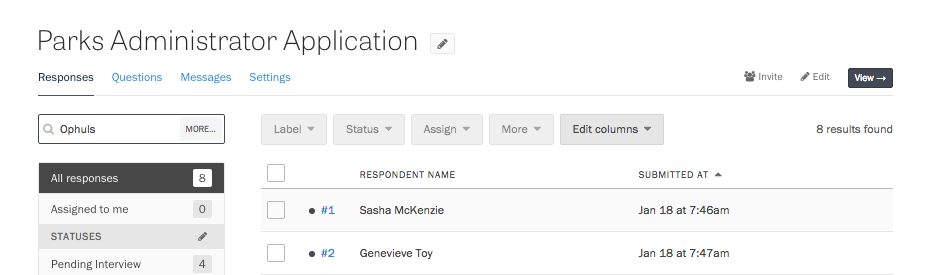 Parks Administrator Application
Responses Questions Messages Settings Invite Edit View →
Ophuls MORE... Label Status Assign More Edit columns 8 results found
All responses 8
RESPONDENT NAME SUBMITTED AT
Assigned to me 0
#1 Sasha McKenzie Jan 18 at 7:46am
STATUSES
#2 Genevieve Toy Jan 18 at 7:47am
Pending Interview 4